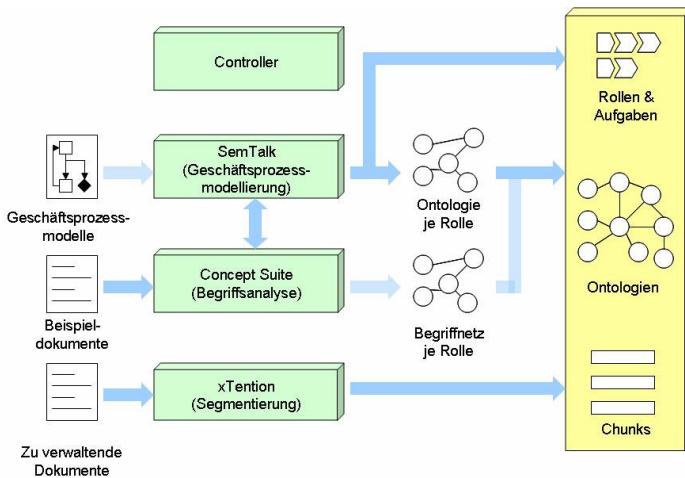 Controller
Rollen &
Aufgaben
SemTalk
(Geschäftsprozess-
modellierung)
Geschäftsprozess-
modelle
Ontologie
je Rolle
Concept Suite
(Begriffsanalyse)
Ontologien
Beispiel-
dokumente
Begriffnetz
je Rolle
xTention
(Segmentierung)
Chunks
Zu verwaltende
Dokumente